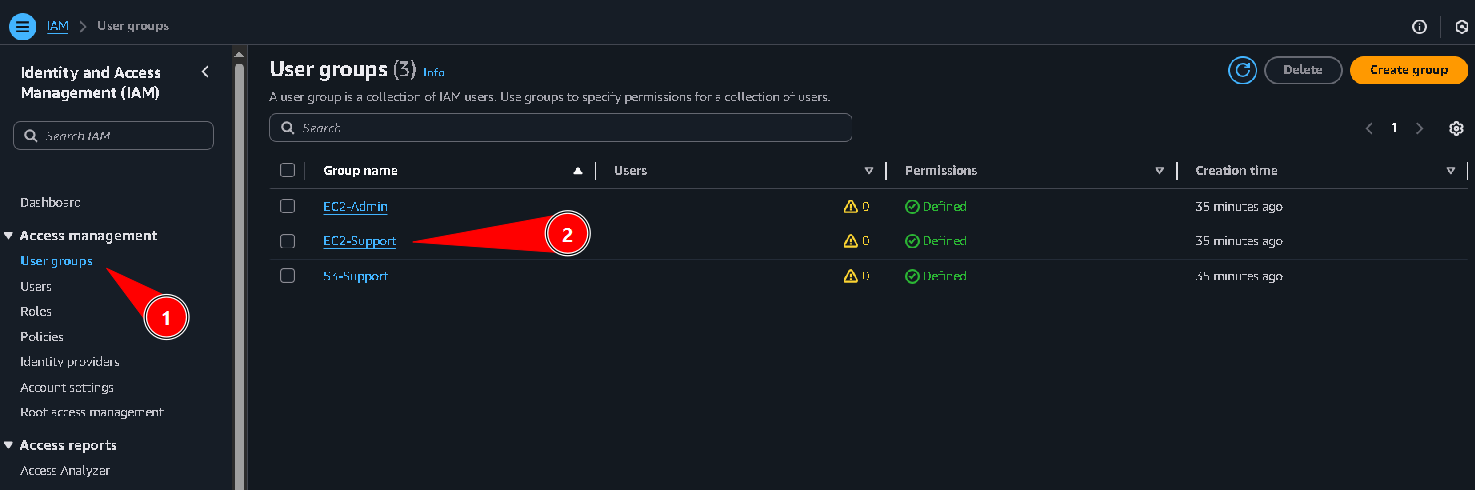 IAM > User groups
Identity and Access
Management (IAM)
Search IAM
Dashboard
Access management
User groups
Users
Roles
Policies
Identity providers
Account settings
Root access management
Access reports
Access Analyzer
1
User groups (3) Info
Delete
Create group
A user group is a collection of IAM users. Use groups to specify permissions for a collection of users.
Search
1
Group name Users Permissions Creation time
EC2-Admin 0 Defined 35 minutes ago
EC2-Support 0 Defined 35 minutes ago
2
S3-Support 0 Defined 35 minutes ago